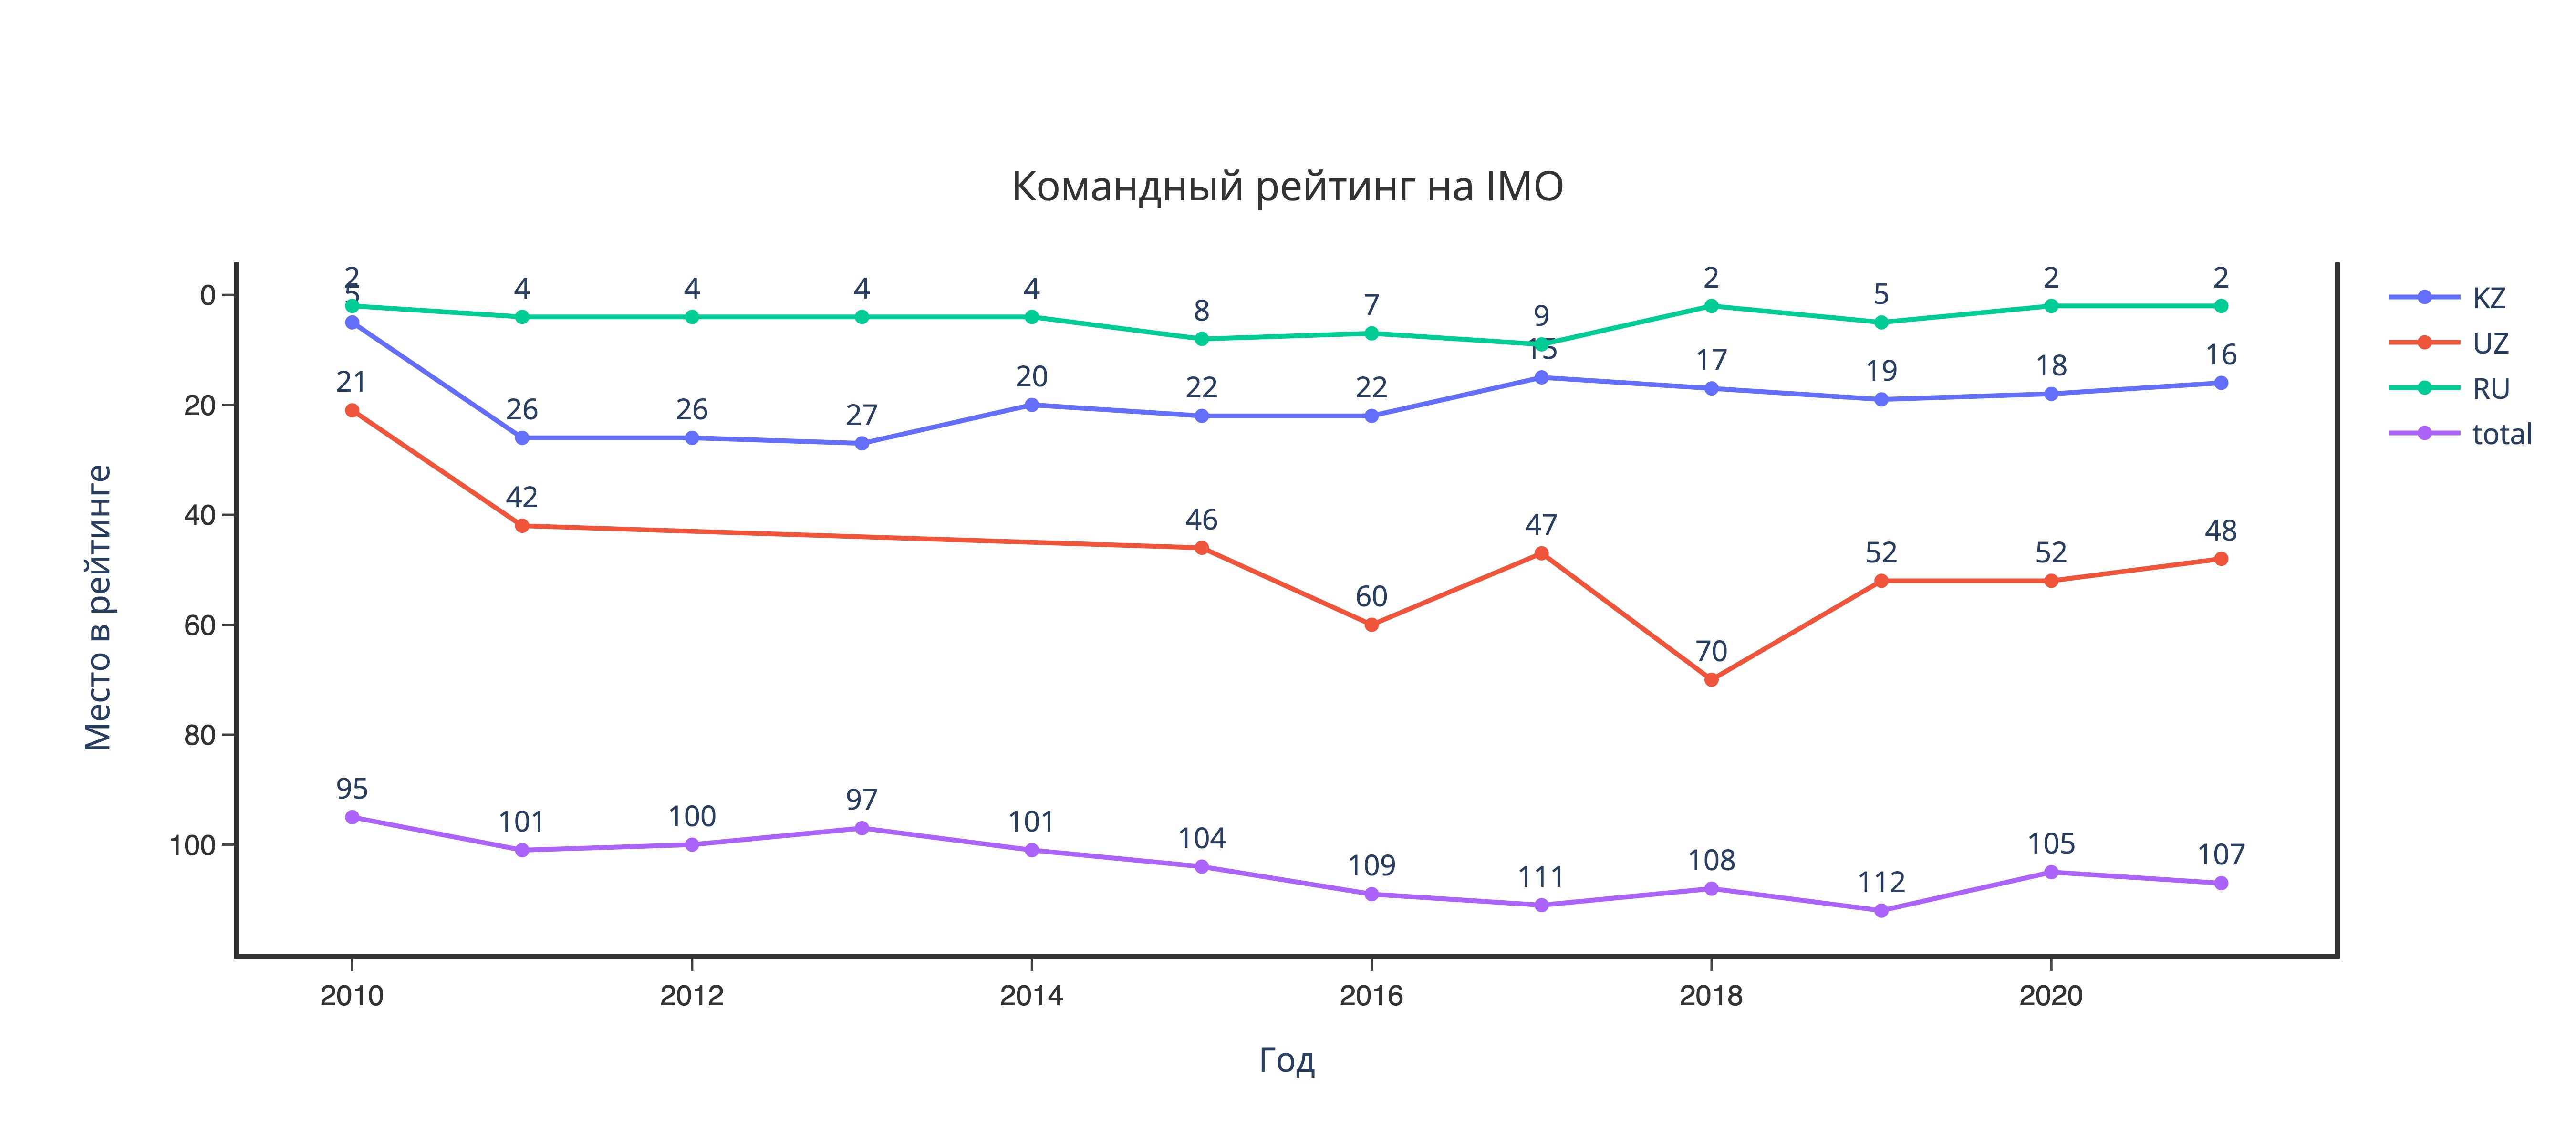 Командный рейтинг на IMO
2 4 4 4 4 8 7 9 2 5 2 2
5 26 26 27 20 22 22 15 17 19 18 16
21 42 46 60 47 70 52 52 48
95 101 100 97 101 104 109 111 108 112 105 107
0
20
40
60
80
100
Место в рейтинге
2010 2012 2014 2016 2018 2020
Год
KZ
UZ
RU
total